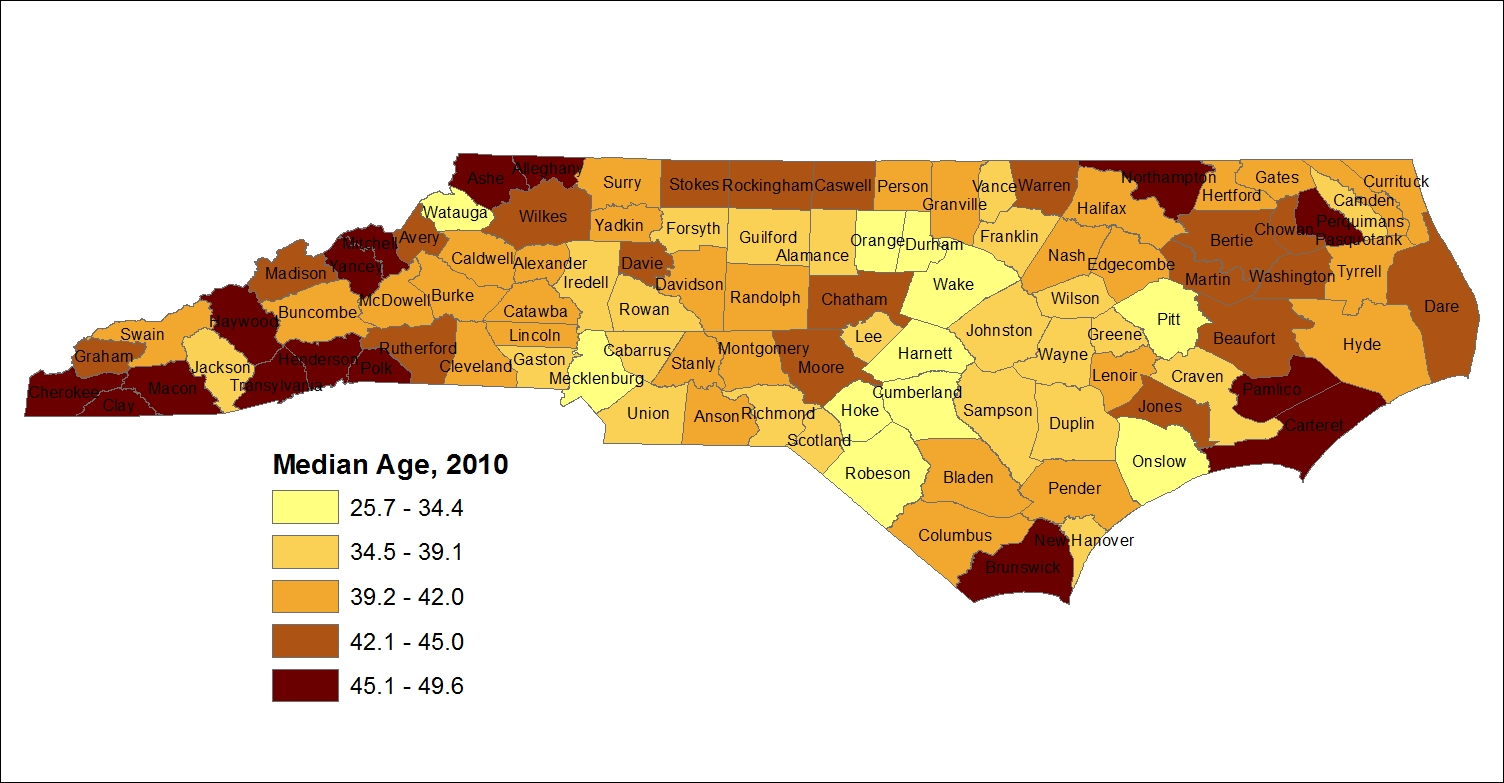 Alleghany
Ashe
Surry
Stokes
Rockingham
Caswell
Person
Granville
Vance
Warren
Northampton
Hertford
Gates
Currituck
Camden
Perquimans
Pasquotank
Chowan
Halifax
Watauga
Wilkes
Yadkin
Forsyth
Guilford
Alamance
Orange
Durham
Franklin
Nash
Edgecombe
Bertie
Martin
Washington
Tyrrell
Dare
Mitchell
Avery
Yancey
Madison
Caldwell
Alexander
Iredell
Davie
Davidson
Randolph
Chatham
Wake
Wilson
Pitt
Beaufort
Hyde
McDowell
Burke
Catawba
Rowan
Buncombe
Haywood
Swain
Lincoln
Johnston
Greene
Lee
Harnett
Wayne
Graham
Jackson
Henderson
Rutherford
Polk
Cleveland
Gaston
Cabarrus
Stanly
Montgomery
Moore
Lenoir
Craven
Pamlico
Cherokee
Clay
Macon
Transylvania
Mecklenburg
Union
Anson
Richmond
Scotland
Hoke
Cumberland
Sampson
Duplin
Jones
Carteret
Robeson
Bladen
Pender
Onslow
Columbus
New Hanover
Brunswick
Median Age, 2010
25.7 - 34.4
34.5 - 39.1
39.2 - 42.0
42.1 - 45.0
45.1 - 49.6